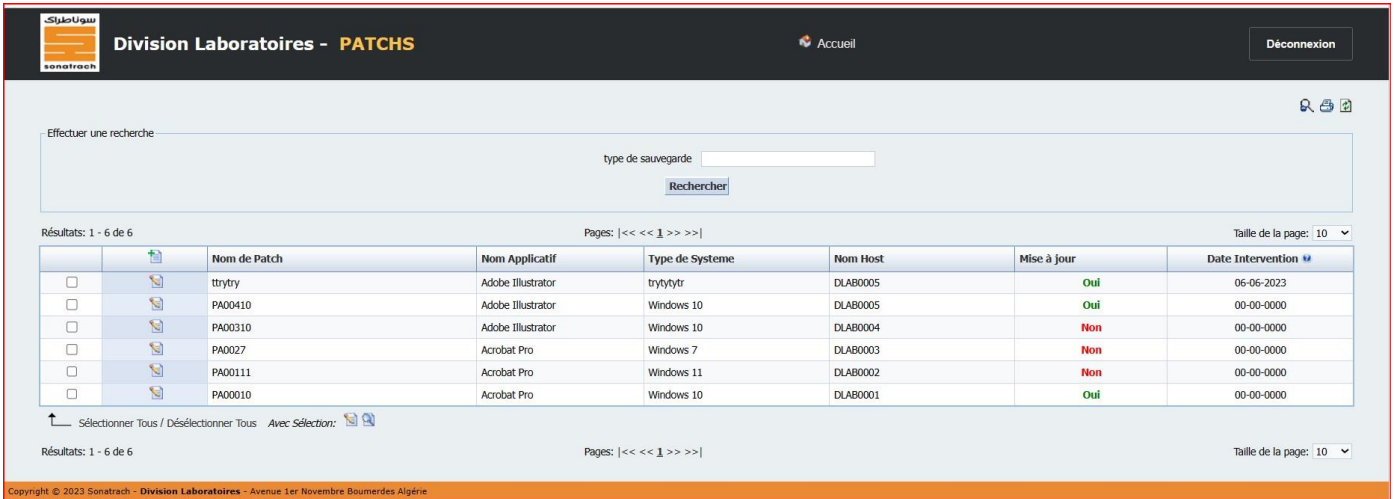 سوناطراك
sonatrach
Division Laboratoires - PATCHS
Accueil
Déconnexion
Effectuer une recherche
type de sauvegarde
Rechercher
Résultats: 1 - 6 de 6 Pages: |<< << 1 >> >>| Taille de la page: 10
Nom de Patch Nom Applicatif Type de Systeme Nom Host Mise à jour Date Intervention
ttrytry Adobe Illustrator trytytytr DLAB0005 Oui 06-06-2023
PA00410 Adobe Illustrator Windows 10 DLAB0005 Oui 00-00-0000
PA00310 Adobe Illustrator Windows 10 DLAB0004 Non 00-00-0000
PA0027 Acrobat Pro Windows 7 DLAB0003 Non 00-00-0000
PA00111 Acrobat Pro Windows 11 DLAB0002 Non 00-00-0000
PA00010 Acrobat Pro Windows 10 DLAB0001 Oui 00-00-0000
Sélectionner Tous / Désélectionner Tous Avec Sélection:
Résultats: 1 - 6 de 6 Pages: |<< << 1 >> >>| Taille de la page: 10
Copyright © 2023 Sonatrach - Division Laboratoires - Avenue 1er Novembre Boumerdes Algérie